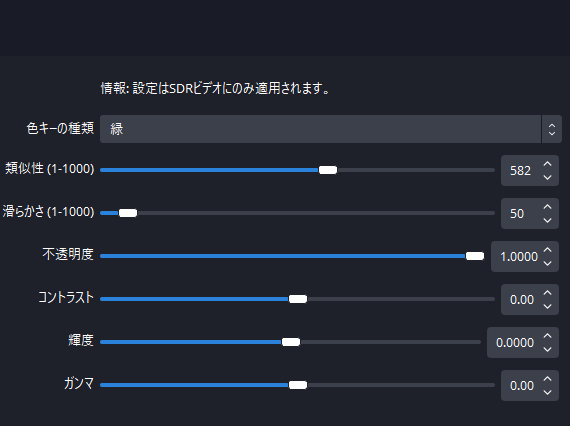 情報: 設定はSDRビデオにのみ適用されます。
色キーの種類 緑
類似性 (1-1000) 582
滑らかさ (1-1000) 50
不透明度 1.0000
コントラスト 0.00
輝度 0.0000
ガンマ 0.00